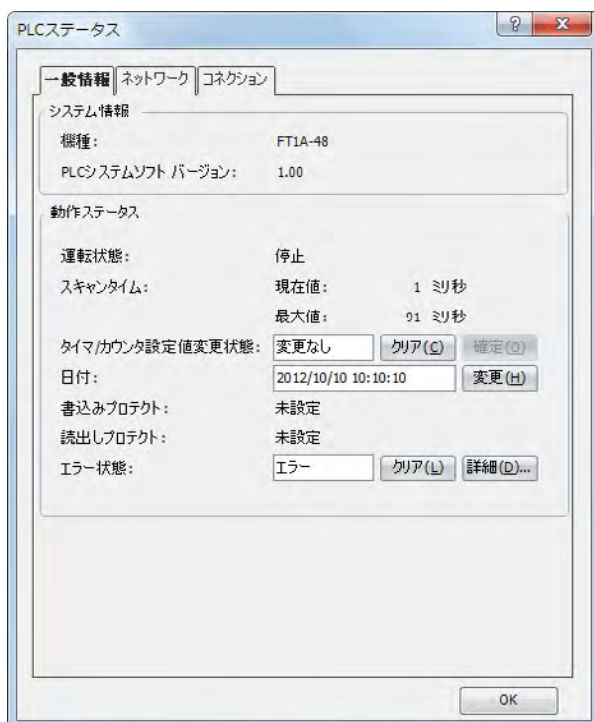 PLCステータス
一般情報 ネットワーク コネクション
システム情報
機種: FT1A-48
PLCシステムソフト バージョン: 1.00
動作ステータス
運転状態: 停止
スキャンタイム: 現在値: 1 ミリ秒
最大値: 91 ミリ秒
タイマ/カウンタ設定値変更状態: 変更なし クリア(C) 確定(O)
日付: 2012/10/10 10:10:10 変更(H)
書込みプロテクト: 未設定
読出しプロテクト: 未設定
エラー状態: エラー クリア(L) 詳細(D)...
OK